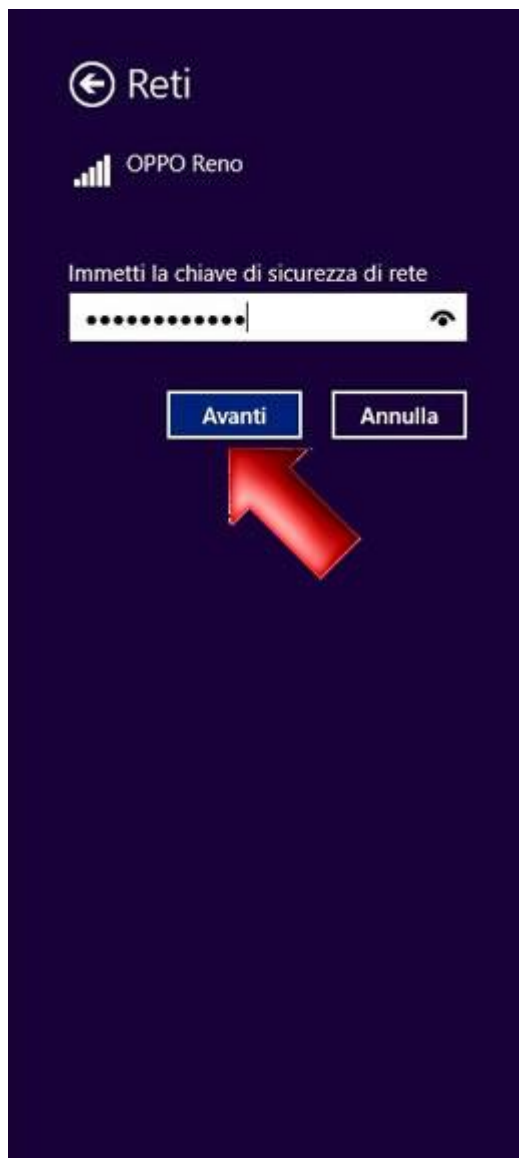 Reti
OPPO Reno
Immetti la chiave di sicurezza di rete
●●●●●●●●●●●●
Avanti
Annulla